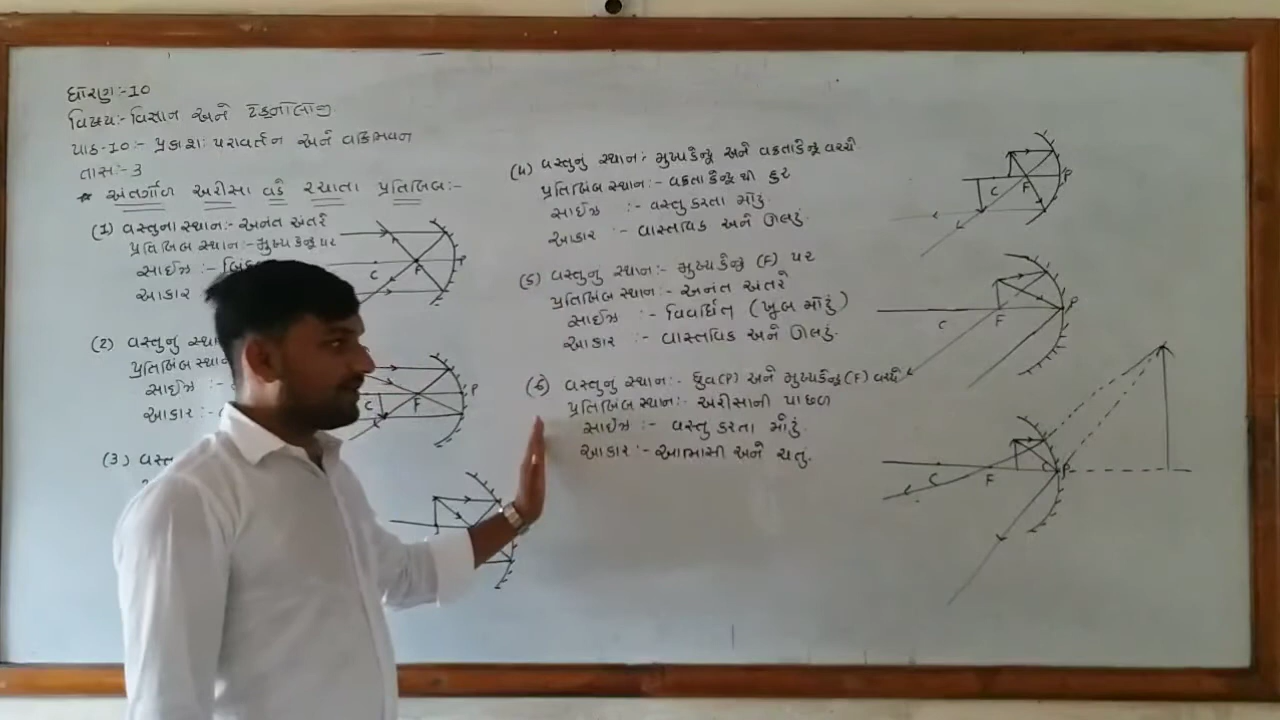 ધોરણ:-10
વિષય:- વિજ્ઞાન અને ટેકનોલોજી
પાઠ-10:- પ્રકાશ: પરાવર્તન અને વક્રિભવન
તાસ:-3
* અંતર્ગોળ અરીસા વડે રચાતા પ્રતિબિંબ:-
(1) વસ્તુના સ્થાન:- અનંત અંતરે
પ્રતિબિંબ સ્થાન:- મુખ્યકેન્દ્ર પર
સાઈઝ :-
આકાર
C F P
(2) વસ્તુનું
પ્રતિબિંબ
સાઈઝ :-
આકાર :-
C F P
(3)
(4) વસ્તુનું સ્થાન:- મુખ્યકેન્દ્ર અને વક્રતાકેન્દ્ર વચ્ચે
પ્રતિબિંબ સ્થાન:- વક્રતાકેન્દ્ર થી દુર
સાઈઝ :- વસ્તુ કરતા મોટું.
આકાર :- વાસ્તવિક અને ઊલટું.
C F P
(5) વસ્તુનું સ્થાન:- મુખ્યકેન્દ્ર (F) પર
પ્રતિબિંબ સ્થાન:- અનંત અંતરે
સાઈઝ :- વિવર્ધિત (ખૂબ મોટું)
આકાર :- વાસ્તવિક અને ઊલટું.
C F P
(6) વસ્તુનું સ્થાન:- ધ્રુવ(P) અને મુખ્યકેન્દ્ર(F) વચ્ચે
પ્રતિબિંબ સ્થાન:- અરીસાની પાછળ
સાઈઝ :- વસ્તુ કરતા મોટું.
આકાર :- આભાસી અને ચતું.
C F P